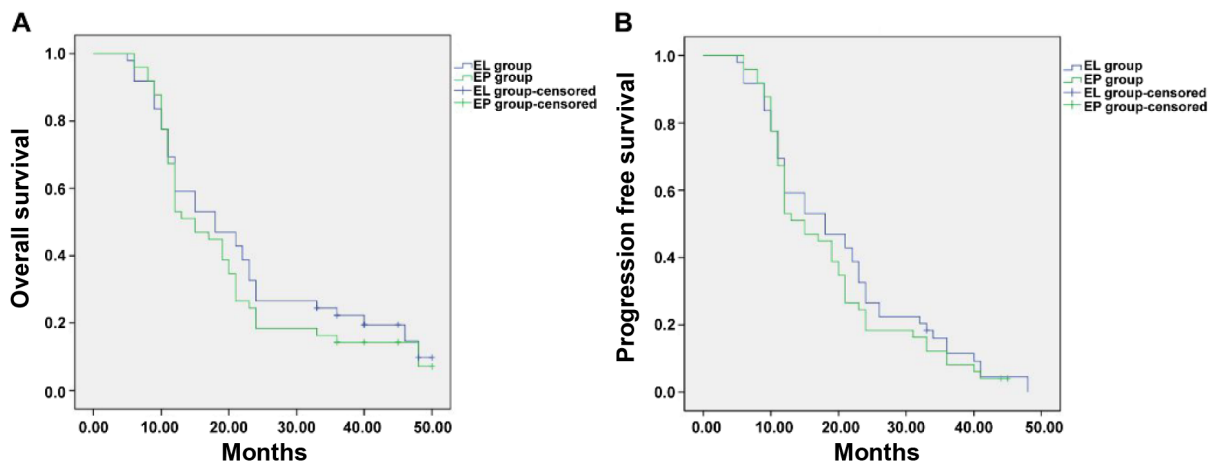 A
Overall survival
1.0
0.8
0.6
0.4
0.2
0.0
0.00 10.00 20.00 30.00 40.00 50.00
Months
EL group
EP group
EL group-censored
EP group-censored
B
Progression free survival
1.0
0.8
0.6
0.4
0.2
0.0
0.00 10.00 20.00 30.00 40.00 50.00
Months
EL group
EP group
EL group-censored
EP group-censored